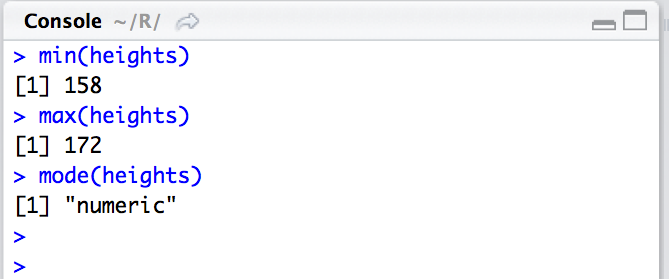 Console ~/R/
> min(heights)
[1] 158
> max(heights)
[1] 172
> mode(heights)
[1] "numeric"
>
>